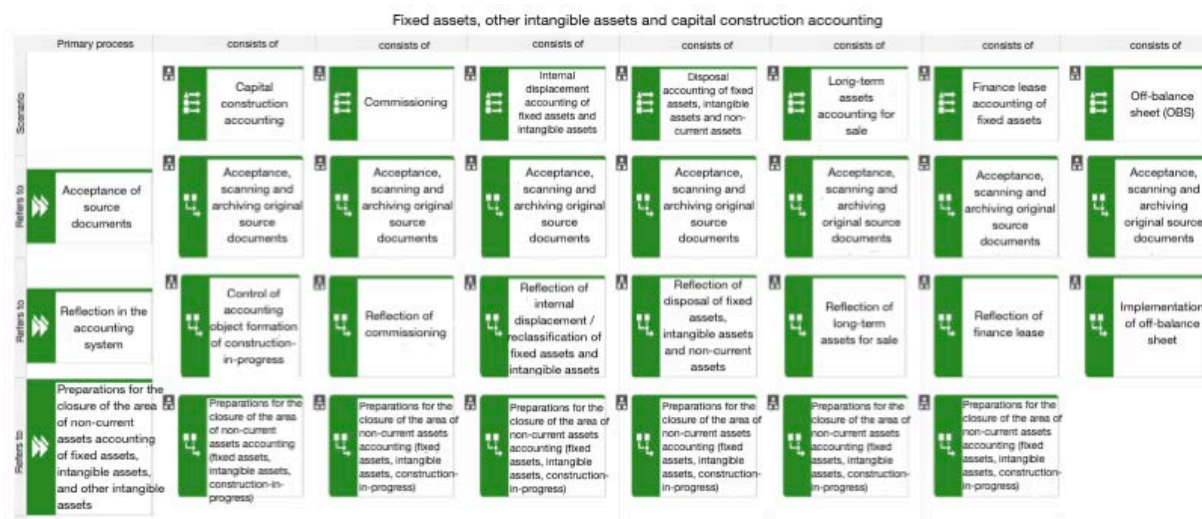 Fixed assets, other intangible assets and capital construction accounting
Primary process
consists of
consists of
consists of
consists of
consists of
consists of
consists of
Scenario
Capital
construction
accounting
Commissioning
Internal
displacement
accounting of
fixed assets and
intangible assets
Disposal
accounting of fixed
assets, intangible
assets and non-
current assets
Long-term
assets
accounting for
sale
Finance lease
accounting of
fixed assets
Off-balance
sheet (OBS)
Refers to
Acceptance of
source
documents
Acceptance,
scanning and
archiving original
source
documents
Acceptance,
scanning and
archiving original
source
documents
Acceptance,
scanning and
archiving original
source
documents
Acceptance,
scanning and
archiving original
source
documents
Acceptance,
scanning and
archiving original
source documents
Acceptance,
scanning and
archiving original
source
documents
Acceptance,
scanning and
archiving
original source
documents
Refers to
Reflection in the
accounting
system
Control of
accounting
object formation
of construction-
in-progress
Reflection of
commissioning
Reflection of
internal
displacement /
reclassification of
fixed assets and
intangible assets
Reflection of
disposal of fixed
assets,
intangible assets
and non-current
assets
Reflection of
long-term
assets for sale
Reflection of
finance lease
Implementation
of off-balance
sheet
Refers to
Preparations for the
closure of the area
of non-current
assets accounting
of fixed assets,
intangible assets,
and other intangible
assets
Preparations for the
closure of the area
of non-current
assets accounting
(fixed assets,
intangible assets,
construction-in-
progress)
Preparations for the
closure of the area of
non-current assets
accounting (fixed
assets, intangible
assets, construction-
in-progress)
Preparations for the
closure of the area of
non-current assets
accounting (fixed
assets, intangible
assets, construction-
in-progress)
Preparations for the
closure of the area of
non-current assets
accounting (fixed
assets, intangible
assets, construction-
in-progress)
Preparations for the
closure of the area of
non-current assets
accounting (fixed
assets, intangible
assets, construction-
in-progress)
Preparations for the
closure of the area of
non-current assets
accounting (fixed
assets, intangible
assets, construction-
in-progress)